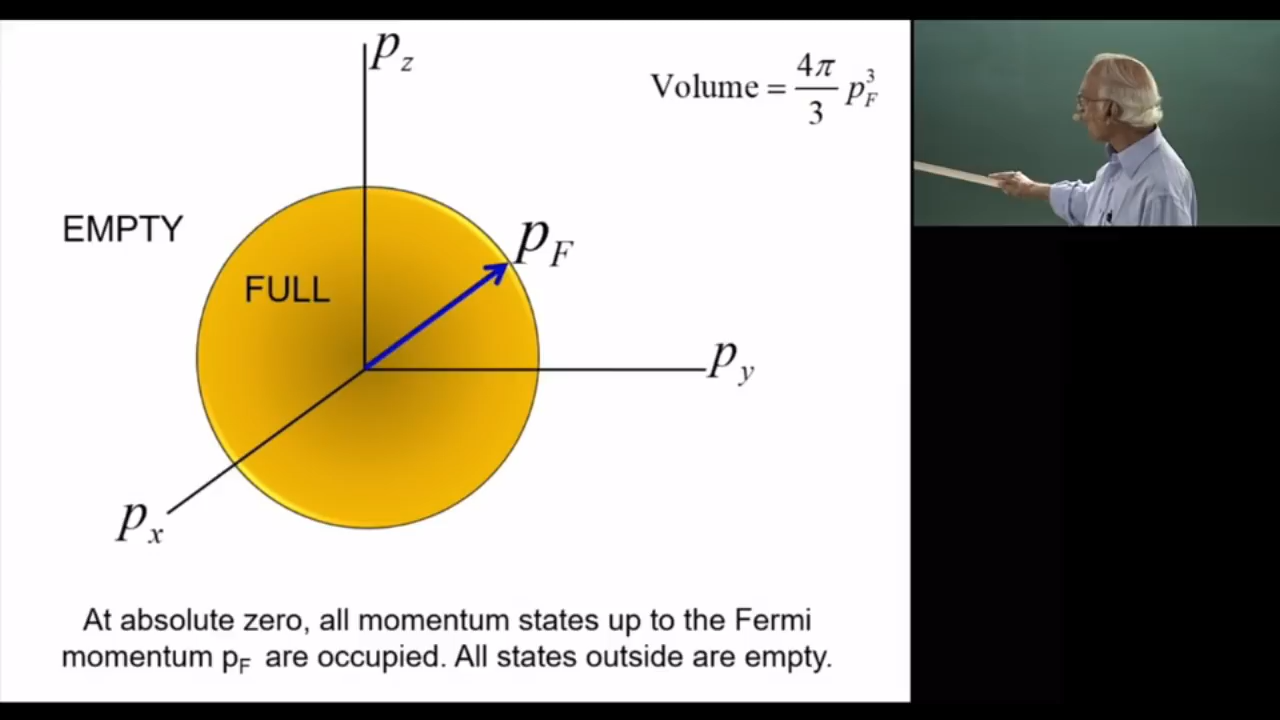 p_z
Volume = \frac{4π}{3} p_F^3
EMPTY
p_F
FULL
p_y
p_x
At absolute zero, all momentum states up to the Fermi
momentum p_F are occupied. All states outside are empty.